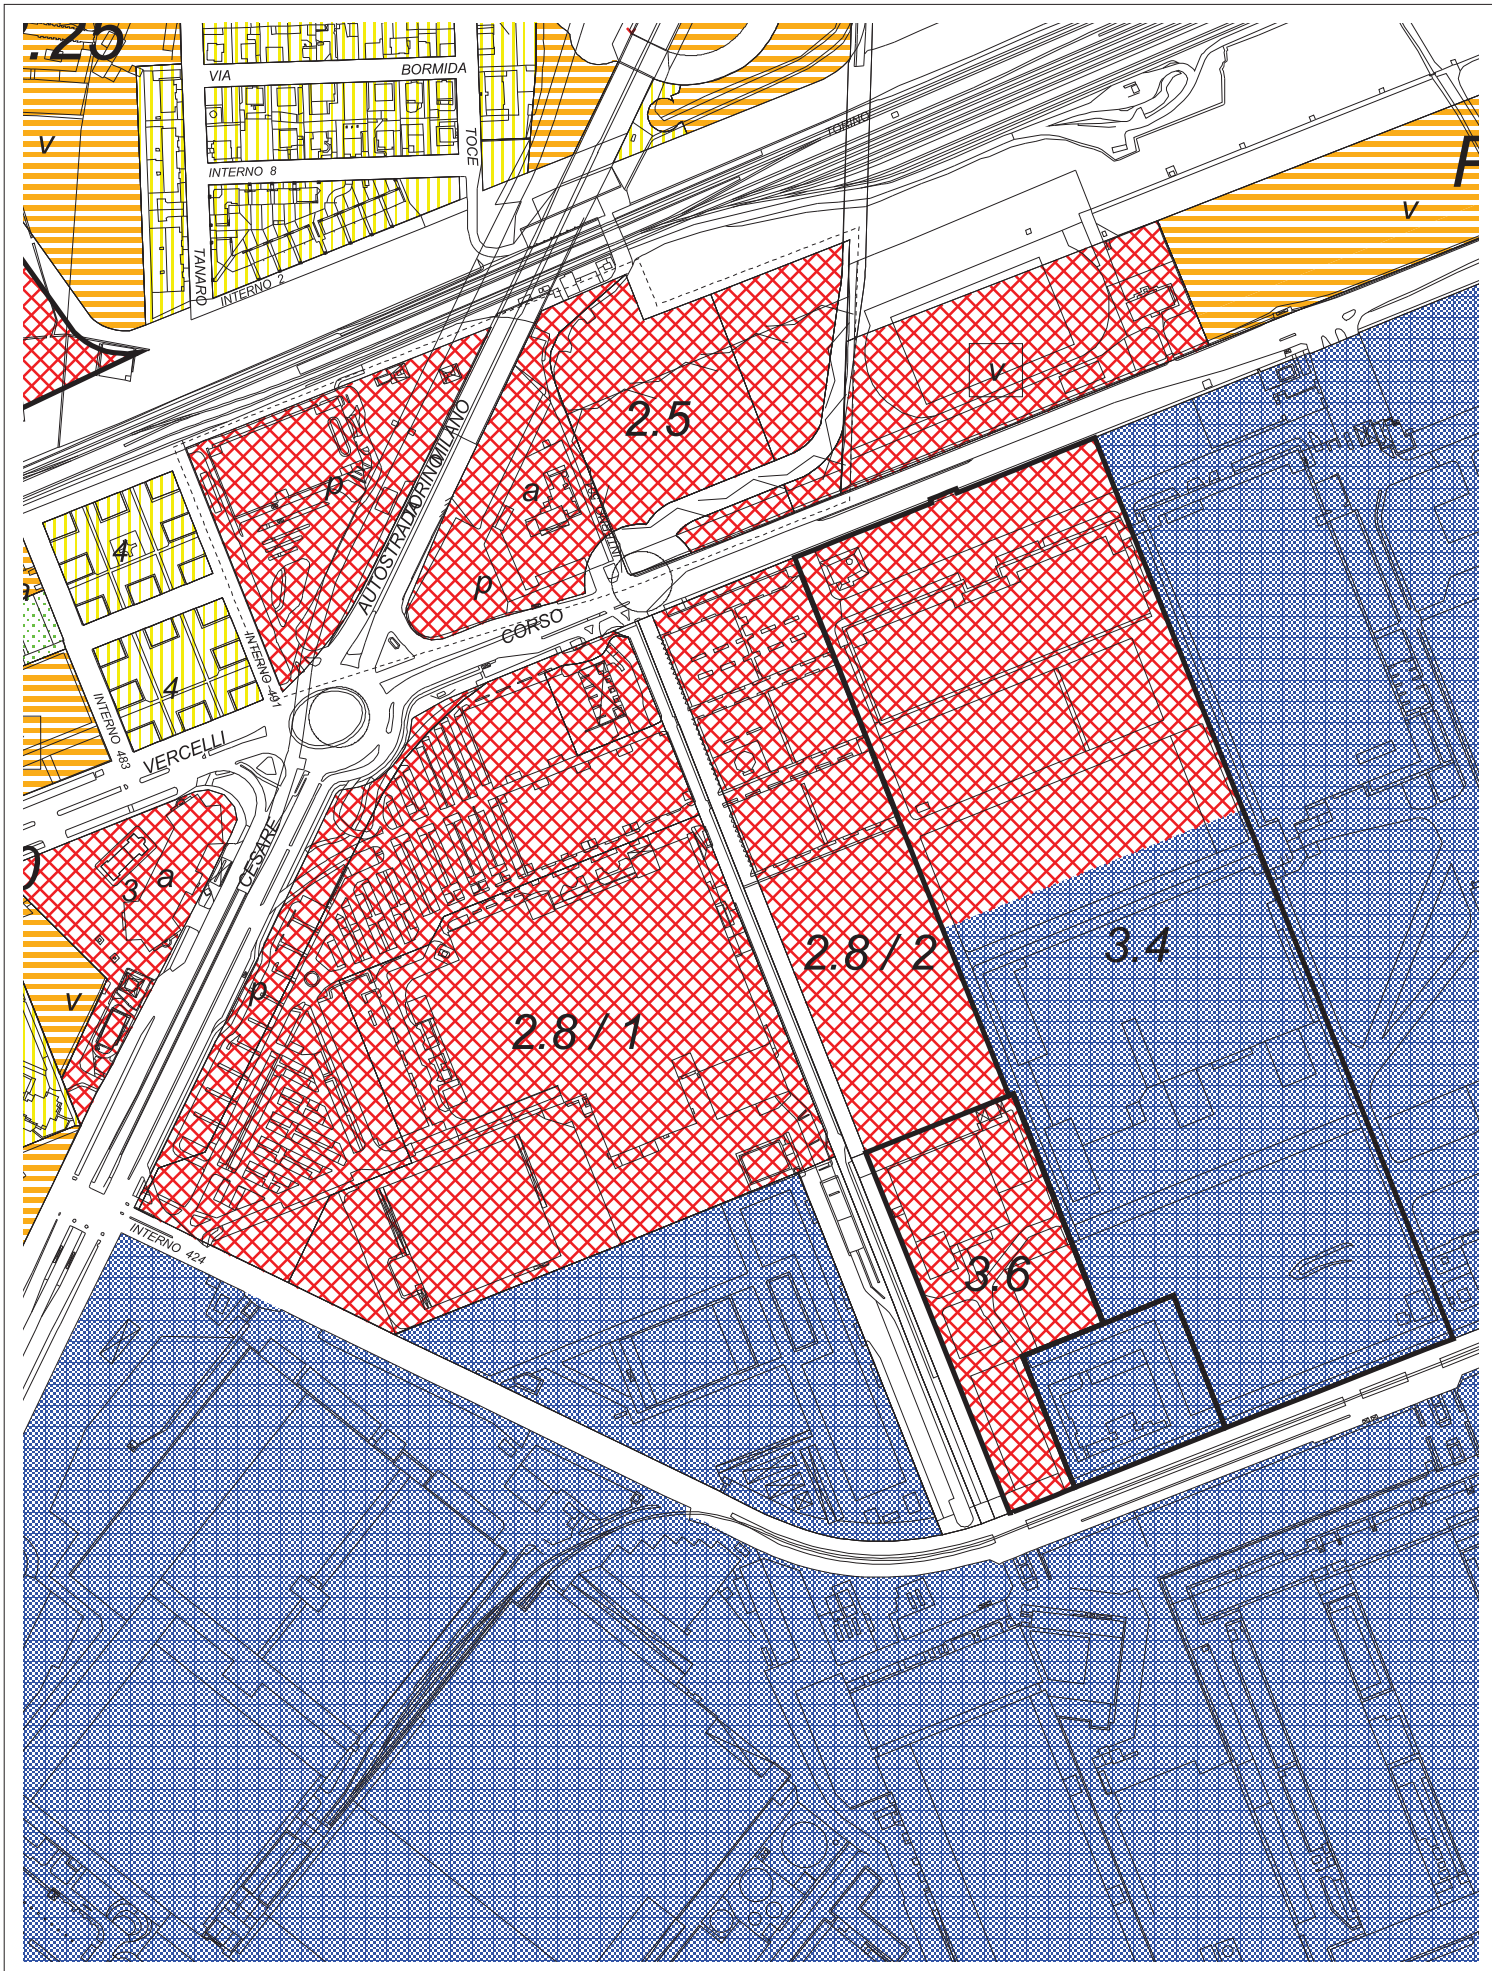 .25
VIA BORMIDA
v
TOCE
TORINO
INTERNO 8
P
v
TANARO
INTERNO 2
v
2.5
AUTOSTRADA TORINO MILANO
p
a
4
p
CORSO
INTERNO 491
4
INTERNO 483
VERCELLI
CESARE
3 a
2.8 / 2
3.4
v
p
2.8 / 1
INTERNO 424
3.6